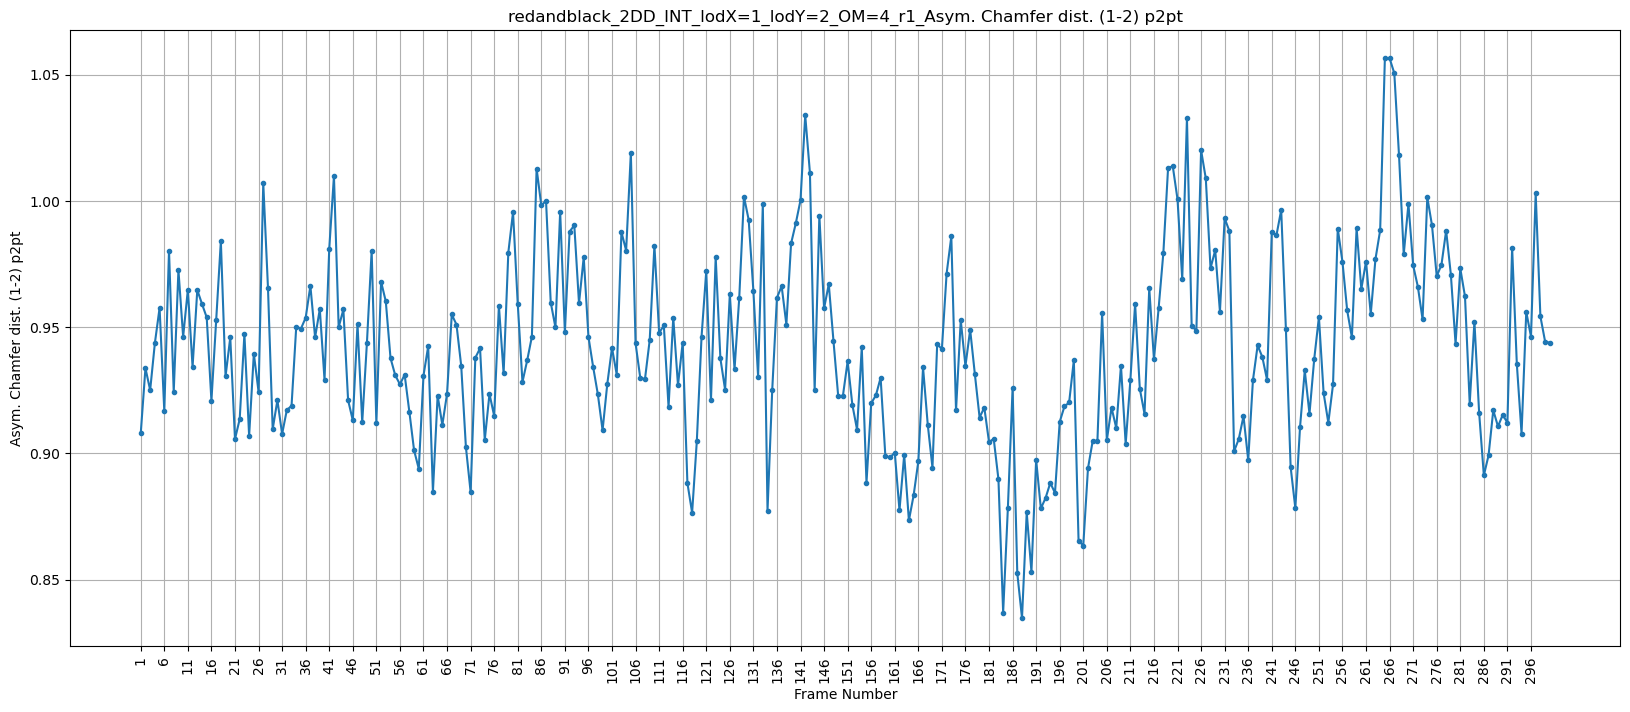 redandblack_2DD_INT_lodX=1_lodY=2_OM=4_r1_Asym. Chamfer dist. (1-2) p2pt
Asym. Chamfer dist. (1-2) p2pt
1.05
1.00
0.95
0.90
0.85
1 6 11 16 21 26 31 36 41 46 51 56 61 66 71 76 81 86 91 96 101 106 111 116 121 126 131 136 141 146 151 156 161 166 171 176 181 186 191 196 201 206 211 216 221 226 231 236 241 246 251 256 261 266 271 276 281 286 291 296
Frame Number